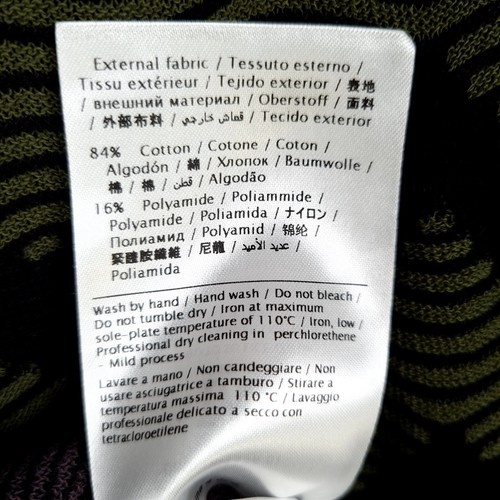 External fabric / Tessuto esterno /
Tissu extérieur / Tejido exterior / 表地
/ внешний материал / Oberstoff / 面料
/ 外部布料 / قماش خارجي / Tecido exterior
84% Cotton / Cotone / Coton /
Algodón / 綿 / Хлопок / Baumwolle /
棉 / 棉 / قطن / Algodão
16% Polyamide / Poliammide /
Polyamide / Poliamida / ナイロン /
Полиамид / Polyamid / 锦纶 /
聚醯胺纖維 / 尼龍 / عديد الأميد /
Poliamida
Wash by hand / Hand wash / Do not bleach /
Do not tumble dry / Iron at maximum
sole-plate temperature of 110°C / Iron, low /
Professional dry cleaning in perchlorethene
- Mild process
Lavare a mano / Non candeggiare / Non
usare asciugatrice a tamburo / Stirare a
temperatura massima 110 °C / Lavaggio
professionale delicato a secco con
tetracloroetilene